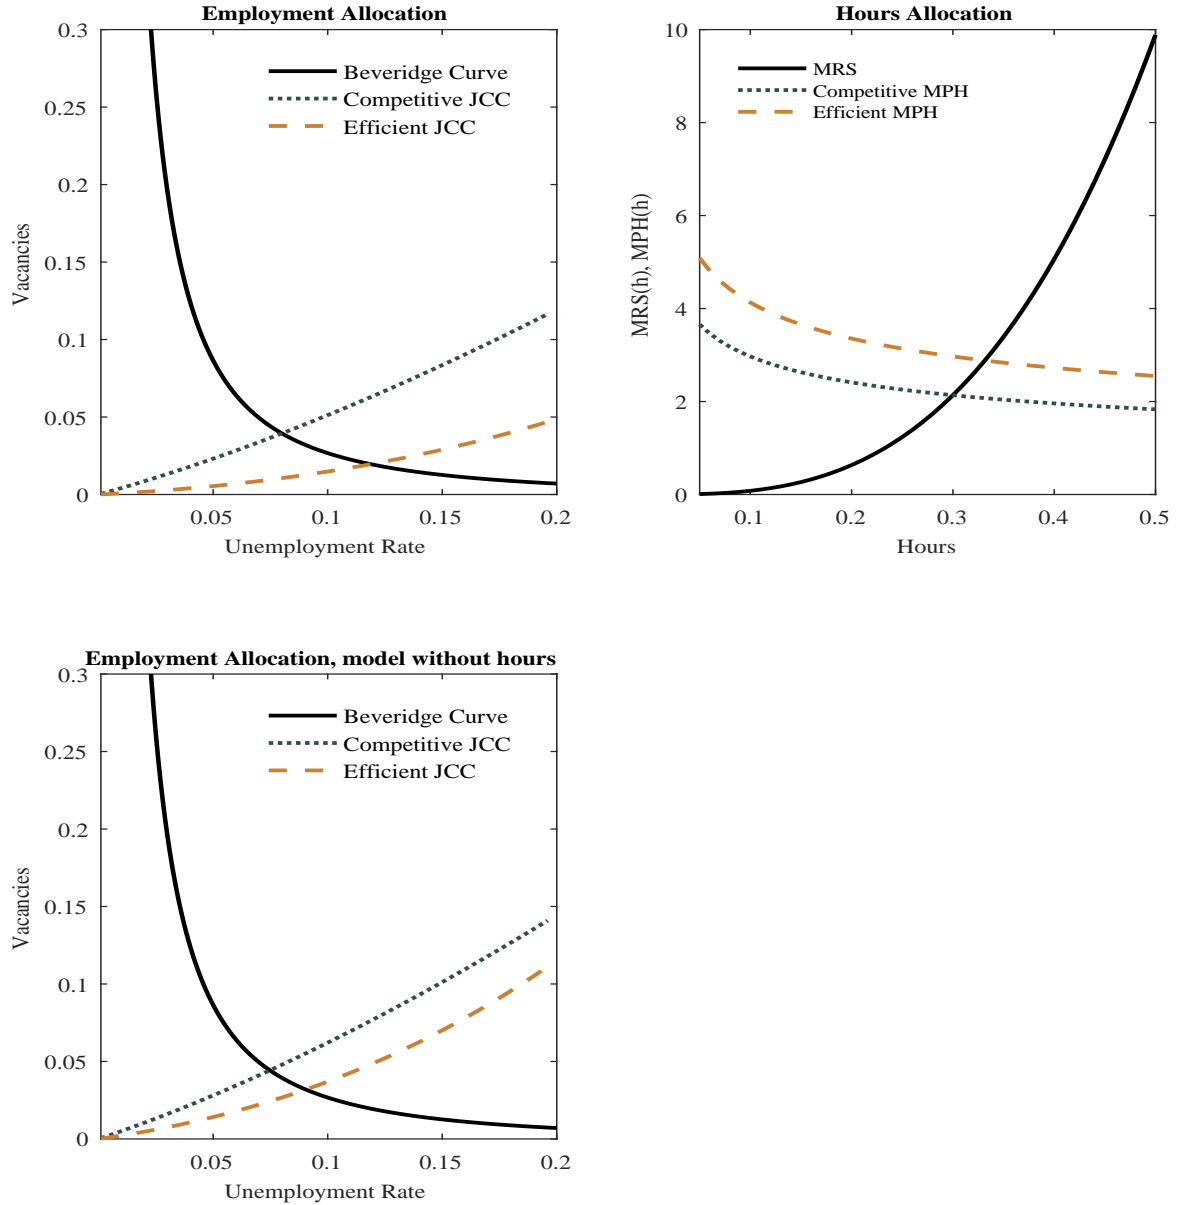 Employment Allocation
0.3
0.25
0.2
0.15
0.1
0.05
0
Vacancies
Beveridge Curve
Competitive JCC
Efficient JCC
0.05 0.1 0.15 0.2
Unemployment Rate
Hours Allocation
10
8
6
4
2
0
MRS(h), MPH(h)
MRS
Competitive MPH
Efficient MPH
0.1 0.2 0.3 0.4 0.5
Hours
Employment Allocation, model without hours
0.3
0.25
0.2
0.15
0.1
0.05
0
Vacancies
Beveridge Curve
Competitive JCC
Efficient JCC
0.05 0.1 0.15 0.2
Unemployment Rate